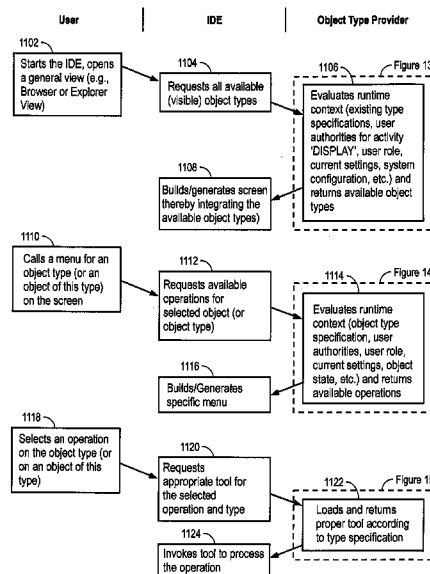 User
IDE
Object Type Provider
1102
Starts the IDE, opens
a general view (e.g.,
Browser or Explorer
View)
1104
Requests all available
(visible) object types
Figure 13
1106
Evaluates runtime
context (existing type
specifications, user
authorities for activity
'DISPLAY', user role,
current settings, system
configuration, etc.) and
returns available object
types
1108
Builds/generates screen
thereby integrating the
available object types)
1110
Calls a menu for an
object type (or an
object of this type)
on the screen
1112
Requests available
operations for
selected object (or
object type)
Figure 14
1114
Evaluates runtime
context (object type
specification, user
authorities, user role,
current settings, object
state, etc.) and returns
available operations
1116
Builds/Generates
specific menu
1118
Selects an operation
on the object type (or
on an object of this
type)
1120
Requests
appropriate tool for
the selected
operation and type
1122
Loads and returns
proper tool according
to type specification
1124
Invokes tool to process
the operation